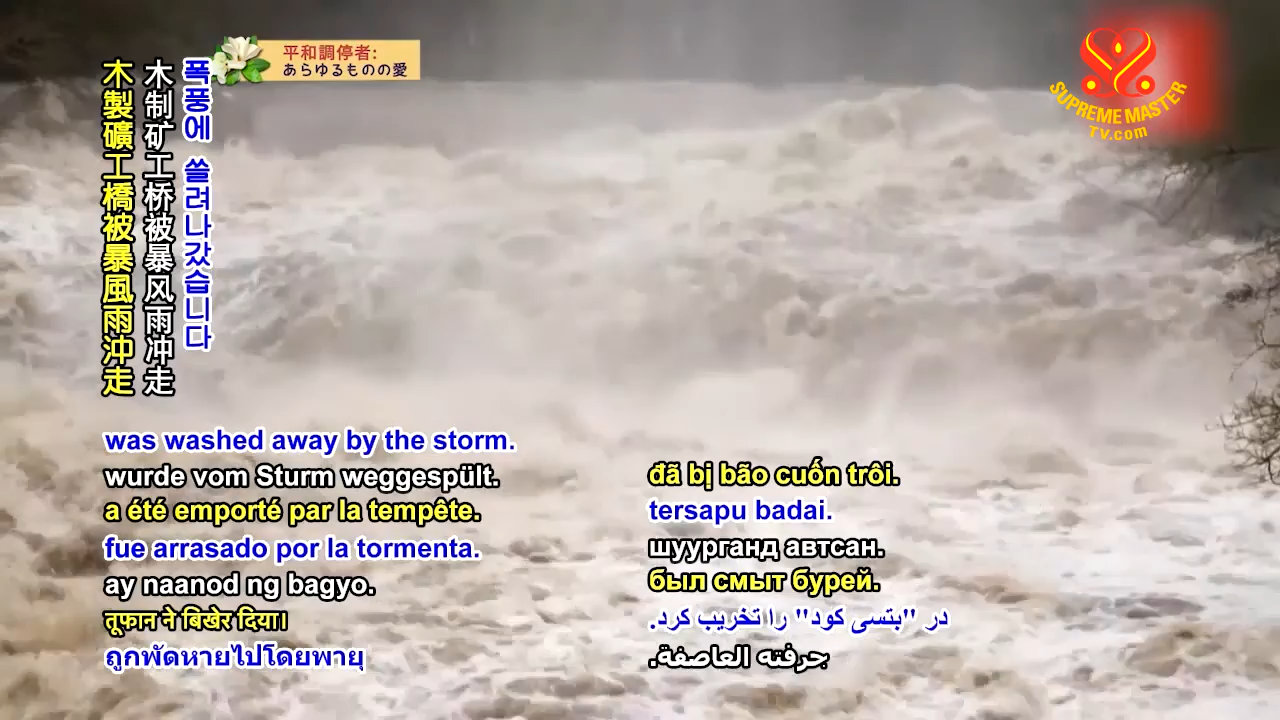 平和調停者:
あらゆるものの愛
SUPREME MASTER
TV.com
폭풍에 쓸려나갔습니다
木制矿工桥被暴风雨冲走
木製礦工橋被暴風雨沖走
was washed away by the storm.
wurde vom Sturm weggespült.
a été emporté par la tempête.
fue arrasado por la tormenta.
ay naanod ng bagyo.
तूफान ने बिखेर दिया।
ถูกพัดหายไปโดยพายุ
đã bị bão cuốn trôi.
tersapu badai.
шуурганд автсан.
был смыт бурей.
در "بتسی کود" را تخریب کرد.
جرفته العاصفة.